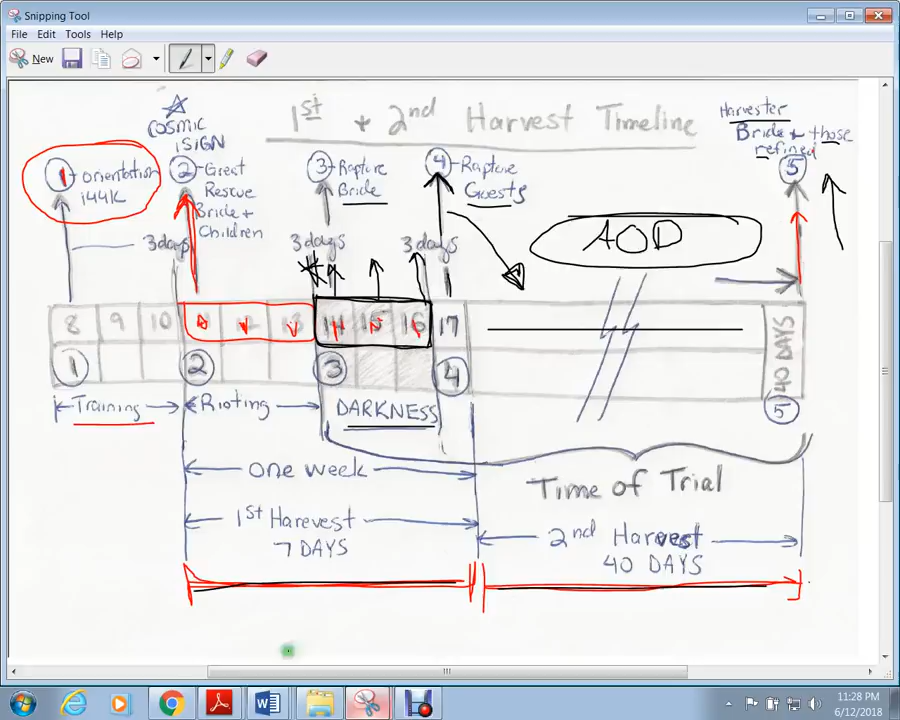 Snipping Tool
File Edit Tools Help
New
1st + 2nd Harvest Timeline
COSMIC
SIGN
Harvester
Bride + those
refined
1 - Orientation
144K
2 - Great
Rescue
Bride +
Children
3 - Rapture
Bride
4 - Rapture
Guests
5
3 days
3 days
3 days
AOD
8 9 10 11 12 13 14 15 16 17
40 DAYS
1 2 3 4 5
Training
Rioting
DARKNESS
One week
Time of Trial
1st Harevest
7 DAYS
2nd Harvest
40 DAYS
11:28 PM
6/12/2018